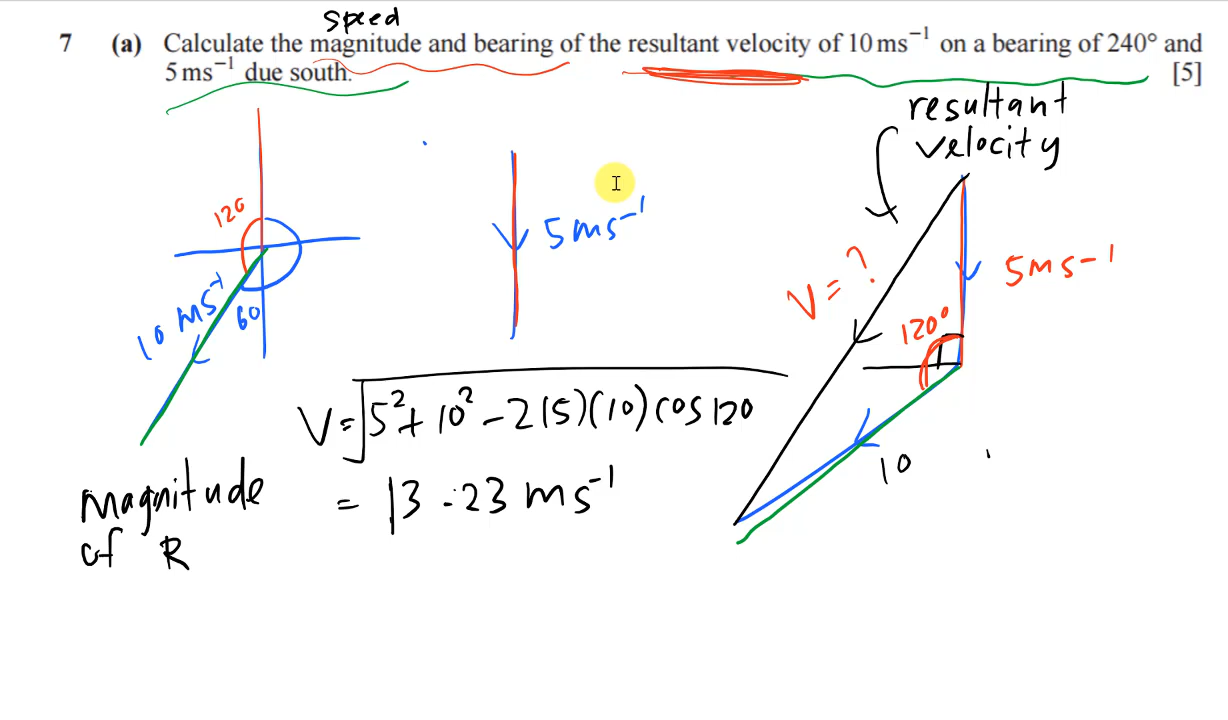 speed
7 (a) Calculate the magnitude and bearing of the resultant velocity of 10 ms⁻¹ on a bearing of 240° and
5 ms⁻¹ due south. [5]
resultant
velocity
120
10 ms⁻¹
60
5ms⁻¹
V=?
5ms-1
120°
10
V=√5²+10²-2(5)(10)cos120
= 13.23 ms⁻¹
magnitude
of R